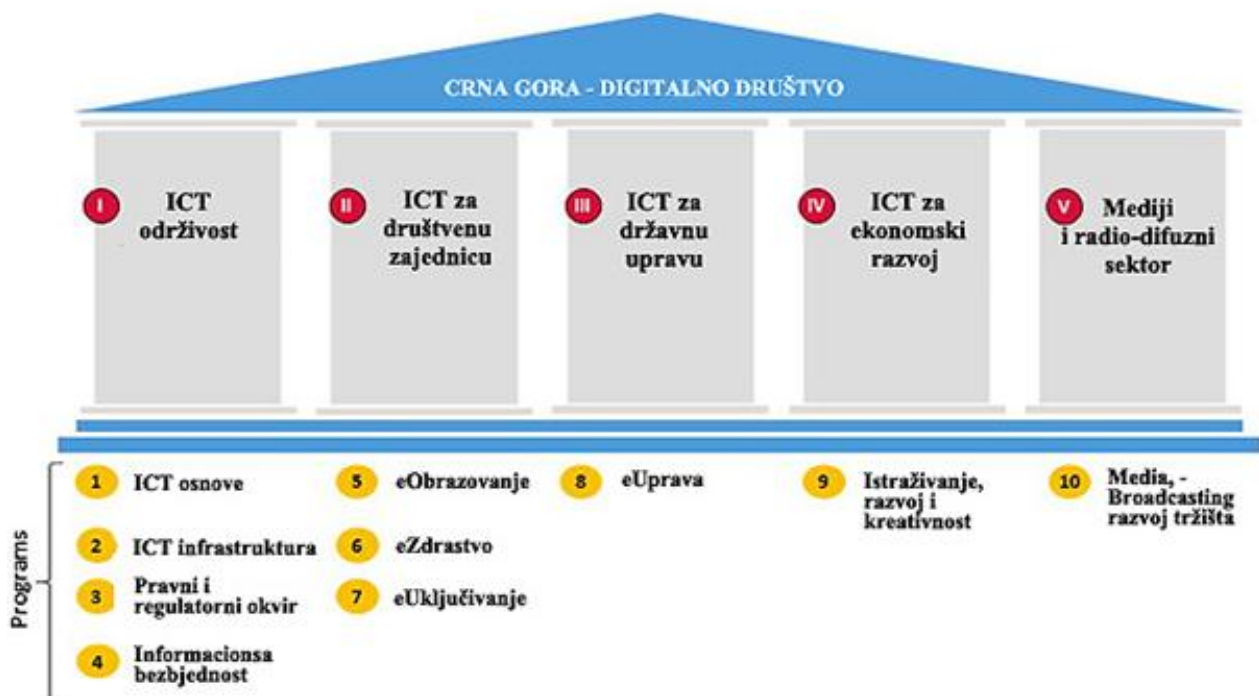 CRNA GORA - DIGITALNO DRUŠTVO
I
ICT
održivost
II
ICT za
društvenu
zajednicu
III
ICT za
državnu
upravu
IV
ICT za
ekonomski
razvoj
V
Mediji
i radio-difuzni
sektor
Programs
1 ICT osnove
2 ICT infrastruktura
3 Pravni i
regulatorni okvir
4 Informacionsa
bezbjednost
5 eObrazovanje
6 eZdrastvo
7 eUključivanje
8 eUprava
9 Istraživanje,
razvoj i
kreativnost
10 Media, -
Broadcasting
razvoj tržišta